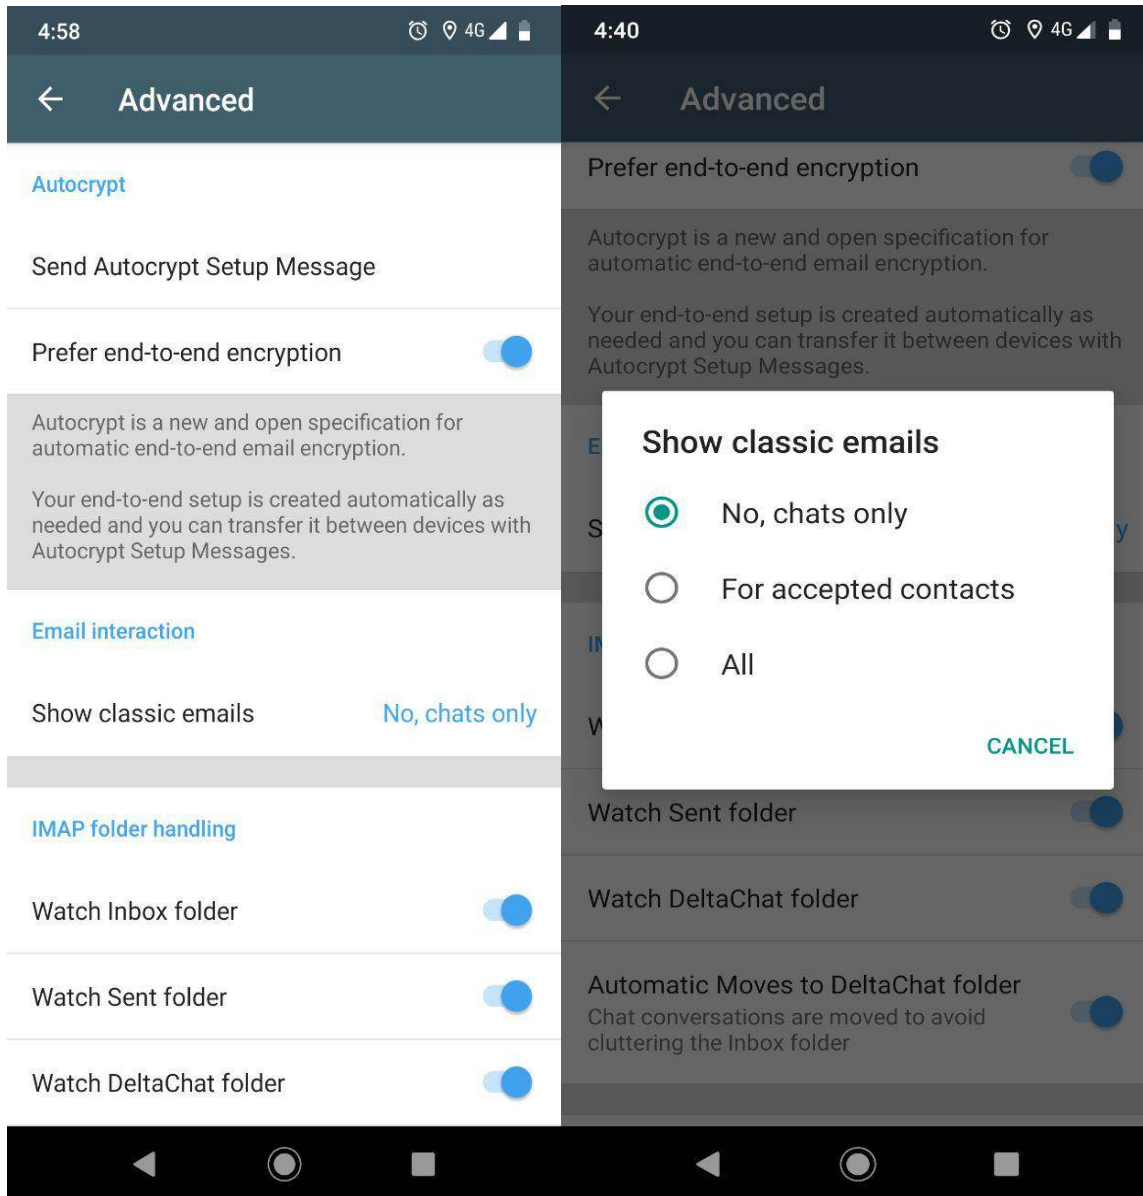 4:58
4G
Advanced
Autocrypt
Send Autocrypt Setup Message
Prefer end-to-end encryption
Autocrypt is a new and open specification for
automatic end-to-end email encryption.
Your end-to-end setup is created automatically as
needed and you can transfer it between devices with
Autocrypt Setup Messages.
Email interaction
Show classic emails No, chats only
IMAP folder handling
Watch Inbox folder
Watch Sent folder
Watch DeltaChat folder
4:40
4G
Advanced
Prefer end-to-end encryption
Autocrypt is a new and open specification for
automatic end-to-end email encryption.
Your end-to-end setup is created automatically as
needed and you can transfer it between devices with
Autocrypt Setup Messages.
Show classic emails
No, chats only
For accepted contacts
All
CANCEL
Watch Sent folder
Watch DeltaChat folder
Automatic Moves to DeltaChat folder
Chat conversations are moved to avoid
cluttering the Inbox folder